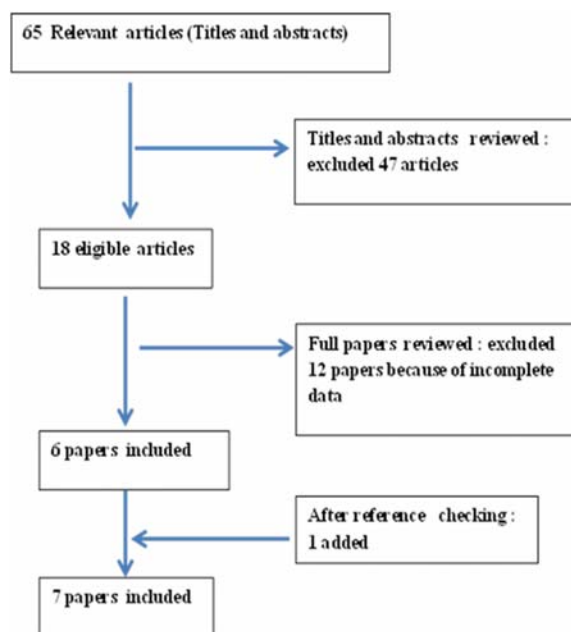 65 Relevant articles (Titles and abstracts)
Titles and abstracts reviewed :
excluded 47 articles
18 eligible articles
Full papers reviewed : excluded
12 papers because of incomplete
data
6 papers included
After reference checking :
1 added
7 papers included